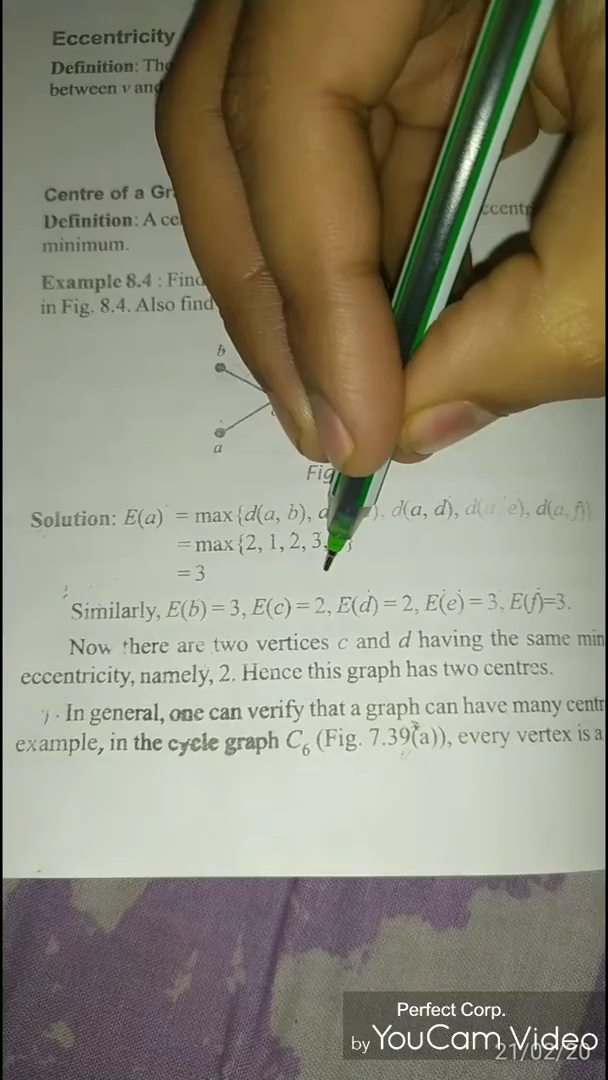 Eccentricity
Definition: The
between v and
Centre of a Gr
Definition: A ce
minimum.
Example 8.4 : Find
in Fig. 8.4. Also find
b
a
Fig
Solution: E(a) = max{d(a, b), d(a, d), d(a, e), d(a, f)}
= max{2, 1, 2, 3,
= 3
Similarly, E(b) = 3, E(c) = 2, E(d) = 2, E(e) = 3, E(f)=3.
Now there are two vertices c and d having the same min
eccentricity, namely, 2. Hence this graph has two centres.
In general, one can verify that a graph can have many centr
example, in the cycle graph C6 (Fig. 7.39(a)), every vertex is a
Perfect Corp.
by YouCam Video
21/02/20